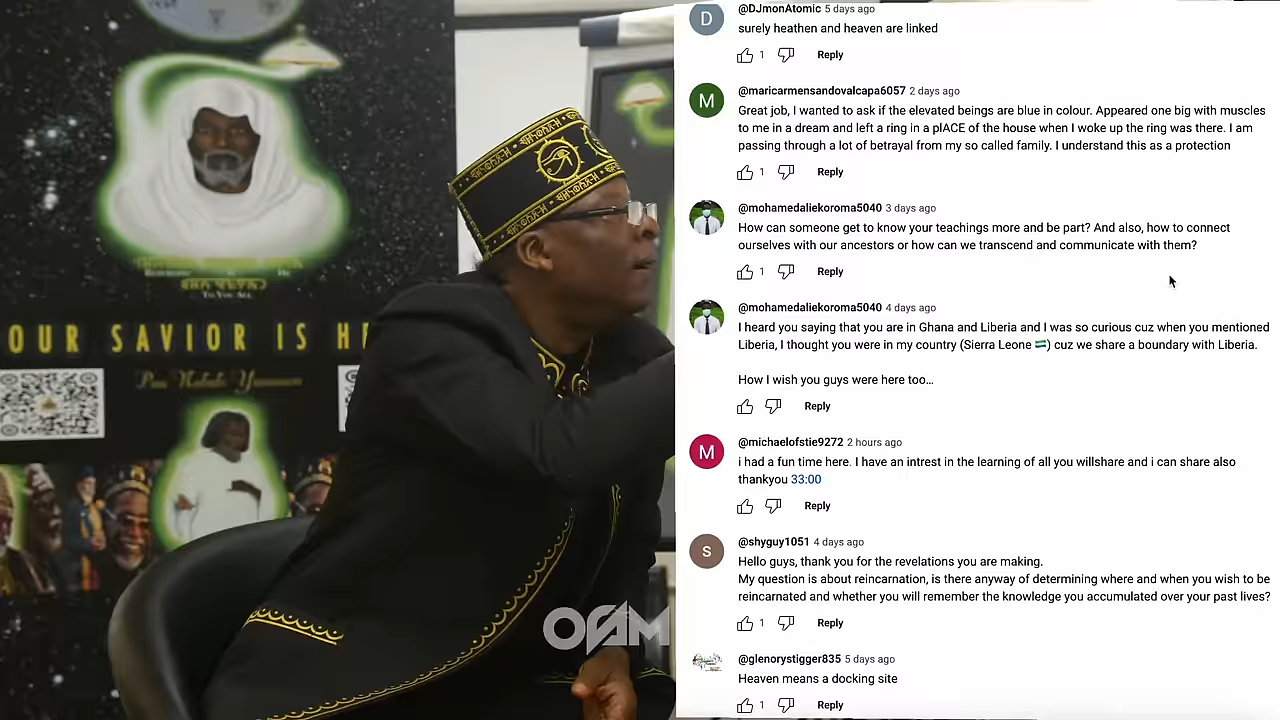 OUR SAVIOR IS HE
TO YOU ALL
OGAM
@DJmonAtomic 5 days ago
surely heathen and heaven are linked
1 Reply
@maricarmensandovalcapa6057 2 days ago
Great job, I wanted to ask if the elevated beings are blue in colour. Appeared one big with muscles
to me in a dream and left a ring in a plACE of the house when I woke up the ring was there. I am
passing through a lot of betrayal from my so called family. I understand this as a protection
1 Reply
@mohamedaliekoroma5040 3 days ago
How can someone get to know your teachings more and be part? And also, how to connect
ourselves with our ancestors or how can we transcend and communicate with them?
1 Reply
@mohamedaliekoroma5040 4 days ago
I heard you saying that you are in Ghana and Liberia and I was so curious cuz when you mentioned
Liberia, I thought you were in my country (Sierra Leone 🇸🇱) cuz we share a boundary with Liberia.
How I wish you guys were here too...
Reply
@michaelofstie9272 2 hours ago
i had a fun time here. I have an intrest in the learning of all you willshare and i can share also
thankyou 33:00
Reply
@shyguy1051 4 days ago
Hello guys, thank you for the revelations you are making.
My question is about reincarnation, is there anyway of determining where and when you wish to be
reincarnated and whether you will remember the knowledge you accumulated over your past lives?
1 Reply
@glenorystigger835 5 days ago
Heaven means a docking site
1 Reply